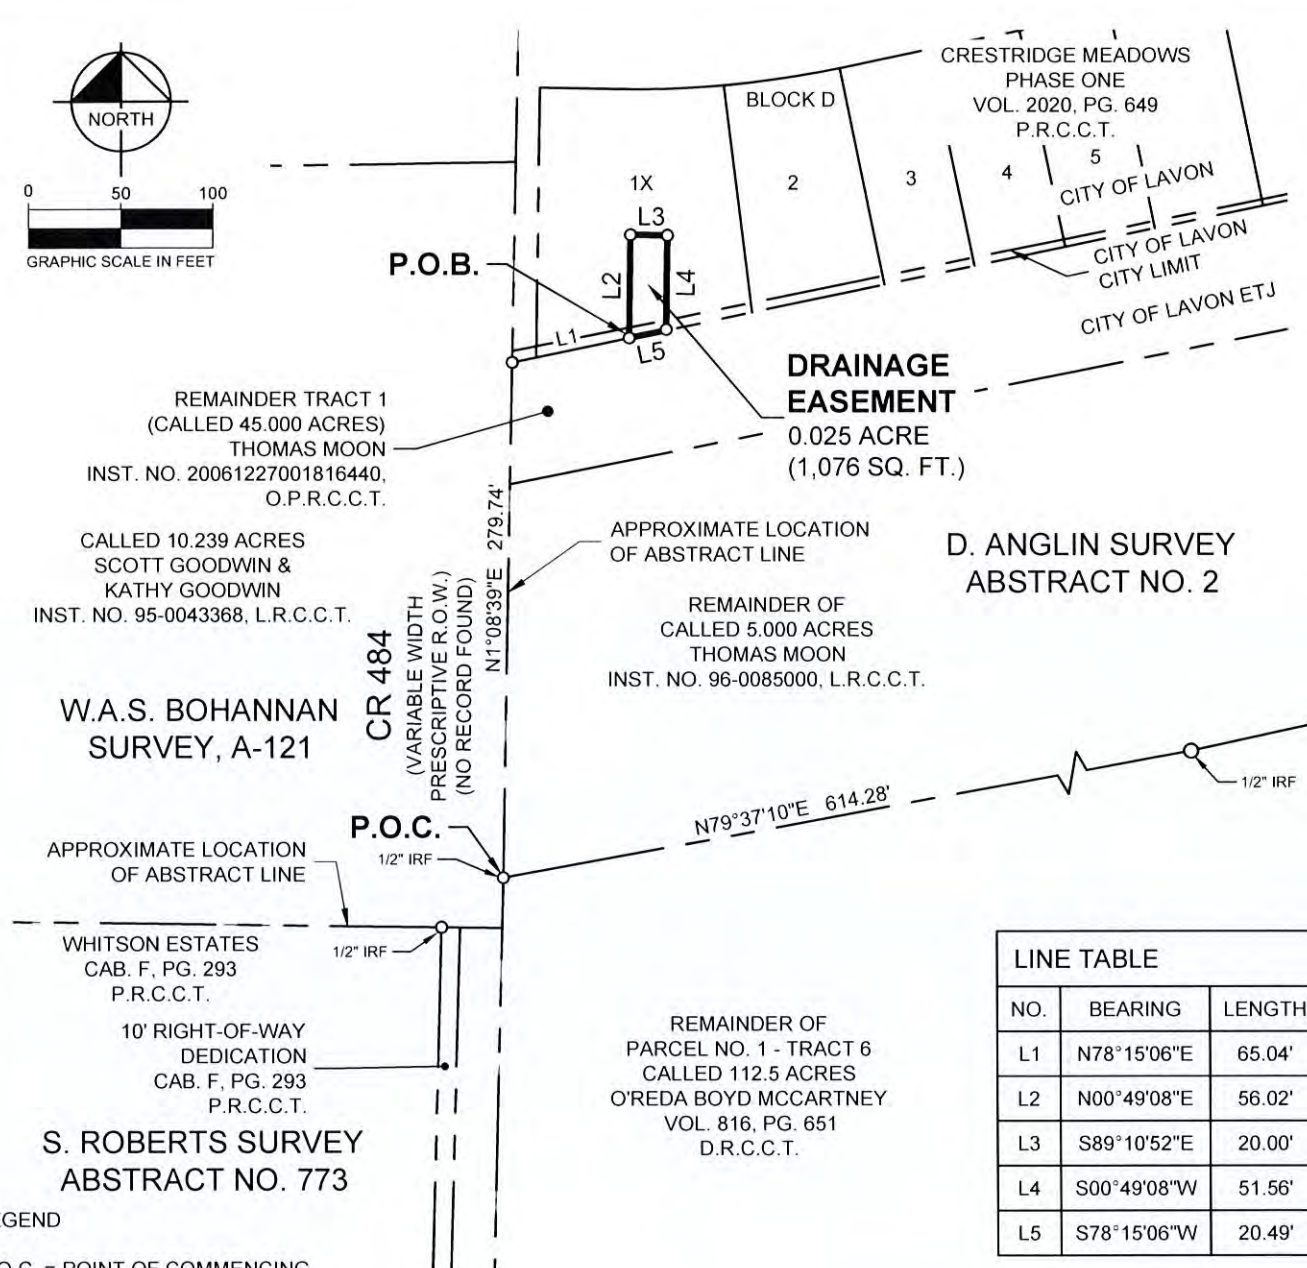 NORTH
0 50 100
GRAPHIC SCALE IN FEET
CRESTRIDGE MEADOWS
PHASE ONE
VOL. 2020, PG. 649
P.R.C.C.T.
BLOCK D
1X
2
3
4
5
CITY OF LAVON
CITY OF LAVON
CITY LIMIT
CITY OF LAVON ETJ
L3
L2
L4
L1
L5
P.O.B.
DRAINAGE
EASEMENT
0.025 ACRE
(1,076 SQ. FT.)
REMAINDER TRACT 1
(CALLED 45.000 ACRES)
THOMAS MOON
INST. NO. 20061227001816440,
O.P.R.C.C.T.
CALLED 10.239 ACRES
SCOTT GOODWIN &
KATHY GOODWIN
INST. NO. 95-0043368, L.R.C.C.T.
APPROXIMATE LOCATION
OF ABSTRACT LINE
D. ANGLIN SURVEY
ABSTRACT NO. 2
REMAINDER OF
CALLED 5.000 ACRES
THOMAS MOON
INST. NO. 96-0085000, L.R.C.C.T.
CR 484
(VARIABLE WIDTH
PRESCRIPTIVE R.O.W.)
(NO RECORD FOUND)
N1°08'39"E 279.74'
W.A.S. BOHANNAN
SURVEY, A-121
N79°37'10"E 614.28'
1/2" IRF
P.O.C.
1/2" IRF
APPROXIMATE LOCATION
OF ABSTRACT LINE
WHITSON ESTATES
CAB. F, PG. 293
P.R.C.C.T.
1/2" IRF
10' RIGHT-OF-WAY
DEDICATION
CAB. F, PG. 293
P.R.C.C.T.
S. ROBERTS SURVEY
ABSTRACT NO. 773
REMAINDER OF
PARCEL NO. 1 - TRACT 6
CALLED 112.5 ACRES
O'REDA BOYD MCCARTNEY
VOL. 816, PG. 651
D.R.C.C.T.
LINE TABLE
NO. BEARING LENGTH
L1 N78°15'06"E 65.04'
L2 N00°49'08"E 56.02'
L3 S89°10'52"E 20.00'
L4 S00°49'08"W 51.56'
L5 S78°15'06"W 20.49'
EGEND
O.C. = POINT OF COMMENCING